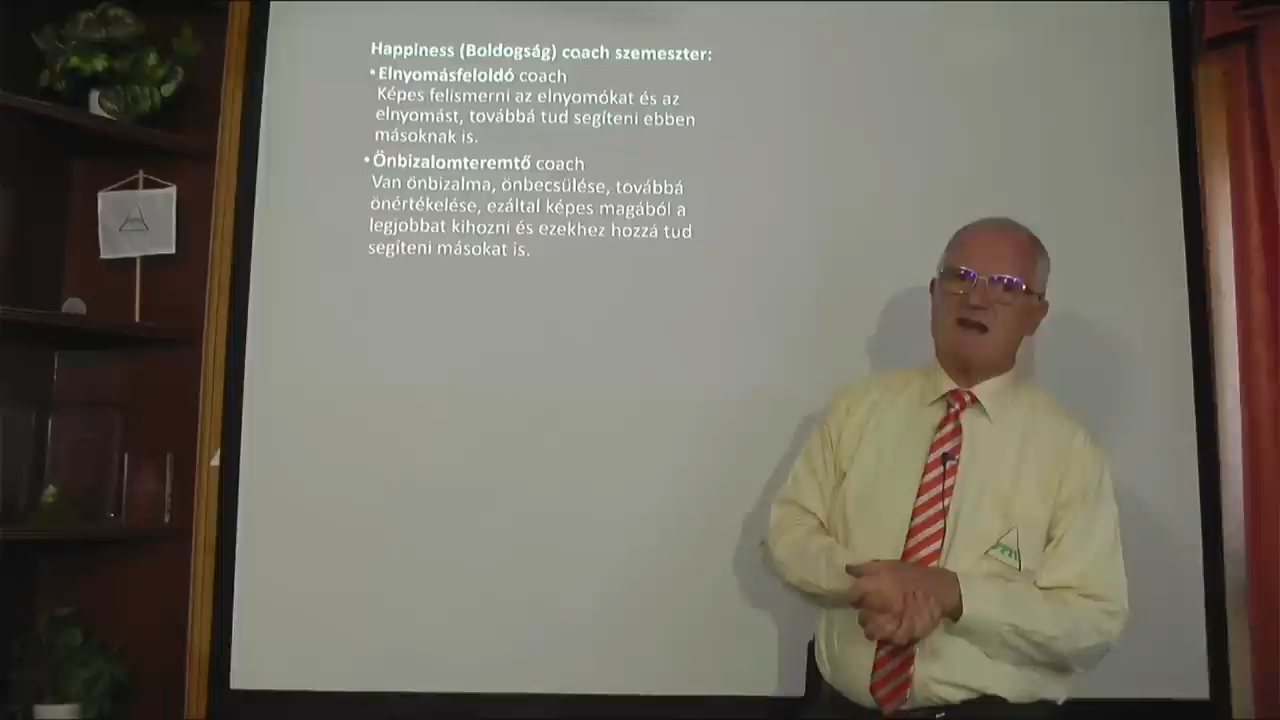 Happiness (Boldogság) coach szemeszter:
• Elnyomásfeloldó coach
Képes felismerni az elnyomókat és az
elnyomást, továbbá tud segíteni ebben
másoknak is.
• Önbizalomteremtő coach
Van önbizalma, önbecsülése, továbbá
önértékelése, ezáltal képes magából a
legjobbat kihozni és ezekhez hozzá tud
segíteni másokat is.